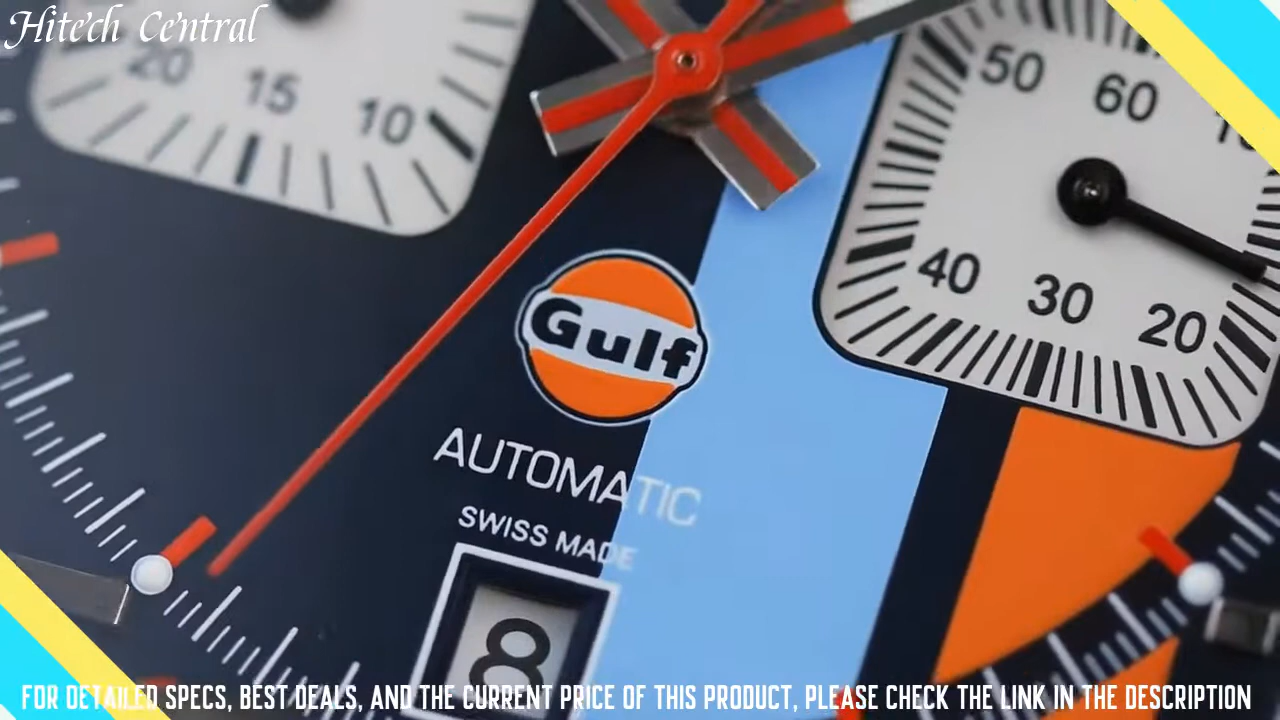 Hitech Central
20 15 10
50 60 10
40 30 20
Gulf
AUTOMATIC
SWISS MADE
8
FOR DETAILED SPECS, BEST DEALS, AND THE CURRENT PRICE OF THIS PRODUCT, PLEASE CHECK THE LINK IN THE DESCRIPTION